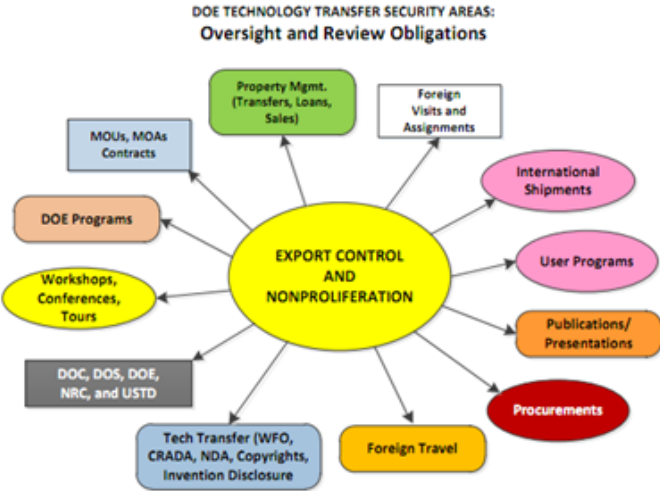 DOE TECHNOLOGY TRANSFER SECURITY AREAS:
Oversight and Review Obligations
Property Mgmt.
(Transfers, Loans,
Sales)
Foreign
Visits and
Assignments
MOUs, MOAs
Contracts
International
Shipments
DOE Programs
EXPORT CONTROL
AND
NONPROLIFERATION
User Programs
Workshops,
Conferences,
Tours
Publications/
Presentations
DOC, DOS, DOE,
NRC, and USTD
Procurements
Tech Transfer (WFO,
CRADA, NDA, Copyrights,
Invention Disclosure
Foreign Travel